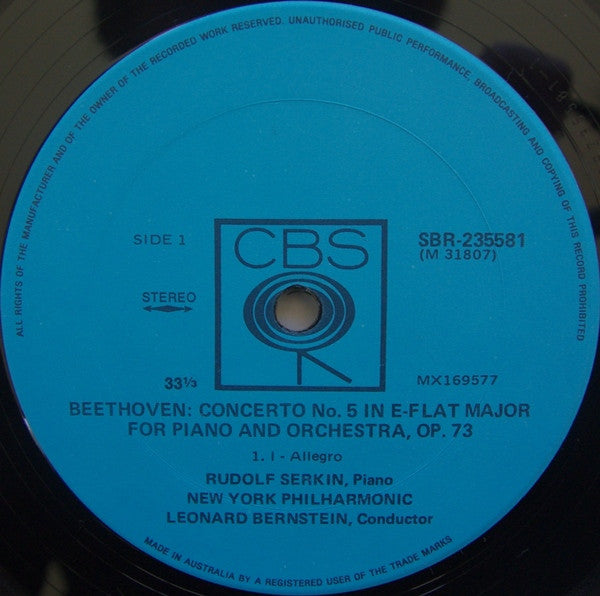 ALL RIGHTS OF THE MANUFACTURER AND OF THE OWNER OF THE RECORDED WORK RESERVED. UNAUTHORISED PUBLIC PERFORMANCE, BROADCASTING AND COPYING OF THIS RECORD PROHIBITED
SIDE 1
CBS
SBR-235581
(M 31807)
STEREO
33⅓
MX169577
BEETHOVEN: CONCERTO No. 5 IN E-FLAT MAJOR
FOR PIANO AND ORCHESTRA, OP. 73
1. I - Allegro
RUDOLF SERKIN, Piano
NEW YORK PHILHARMONIC
LEONARD BERNSTEIN, Conductor
MADE IN AUSTRALIA BY A REGISTERED USER OF THE TRADE MARKS